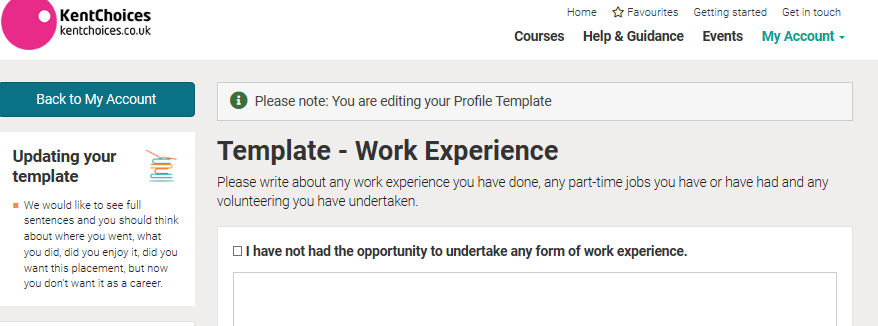 KentChoices
kentchoices.co.uk
Home Favourites Getting started Get in touch
Courses Help & Guidance Events My Account
Back to My Account
Please note: You are editing your Profile Template
Updating your
template
We would like to see full
sentences and you should think
about where you went, what
you did, did you enjoy it, did you
want this placement, but now
you don't want it as a career.
Template - Work Experience
Please write about any work experience you have done, any part-time jobs you have or have had and any
volunteering you have undertaken.
I have not had the opportunity to undertake any form of work experience.